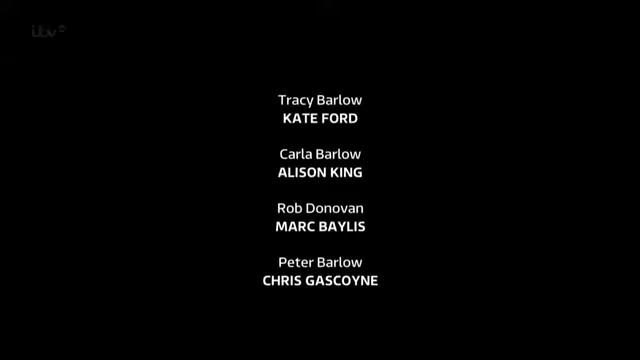 itv
Tracy Barlow
KATE FORD
Carla Barlow
ALISON KING
Rob Donovan
MARC BAYLIS
Peter Barlow
CHRIS GASCOYNE